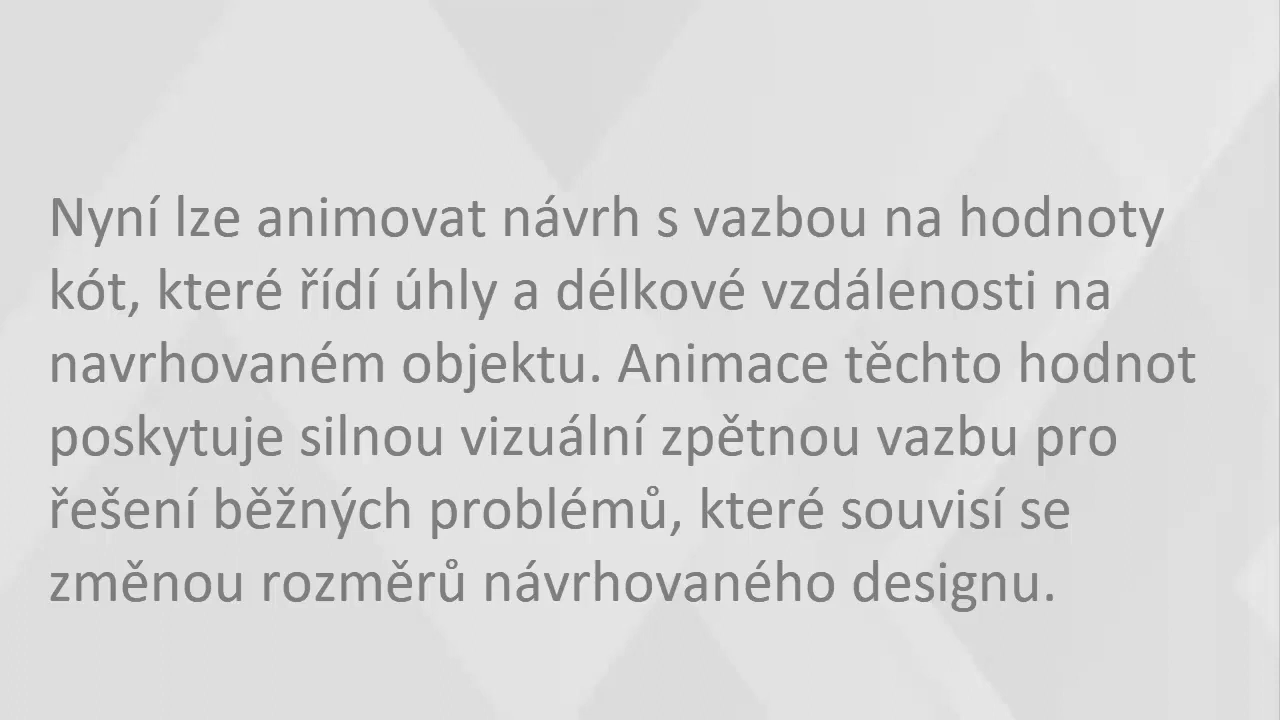 Nyní lze animovat návrh s vazbou na hodnoty
kót, které řídí úhly a délkové vzdálenosti na
navrhovaném objektu. Animace těchto hodnot
poskytuje silnou vizuální zpětnou vazbu pro
řešení běžných problémů, které souvisí se
změnou rozměrů návrhovaného designu.